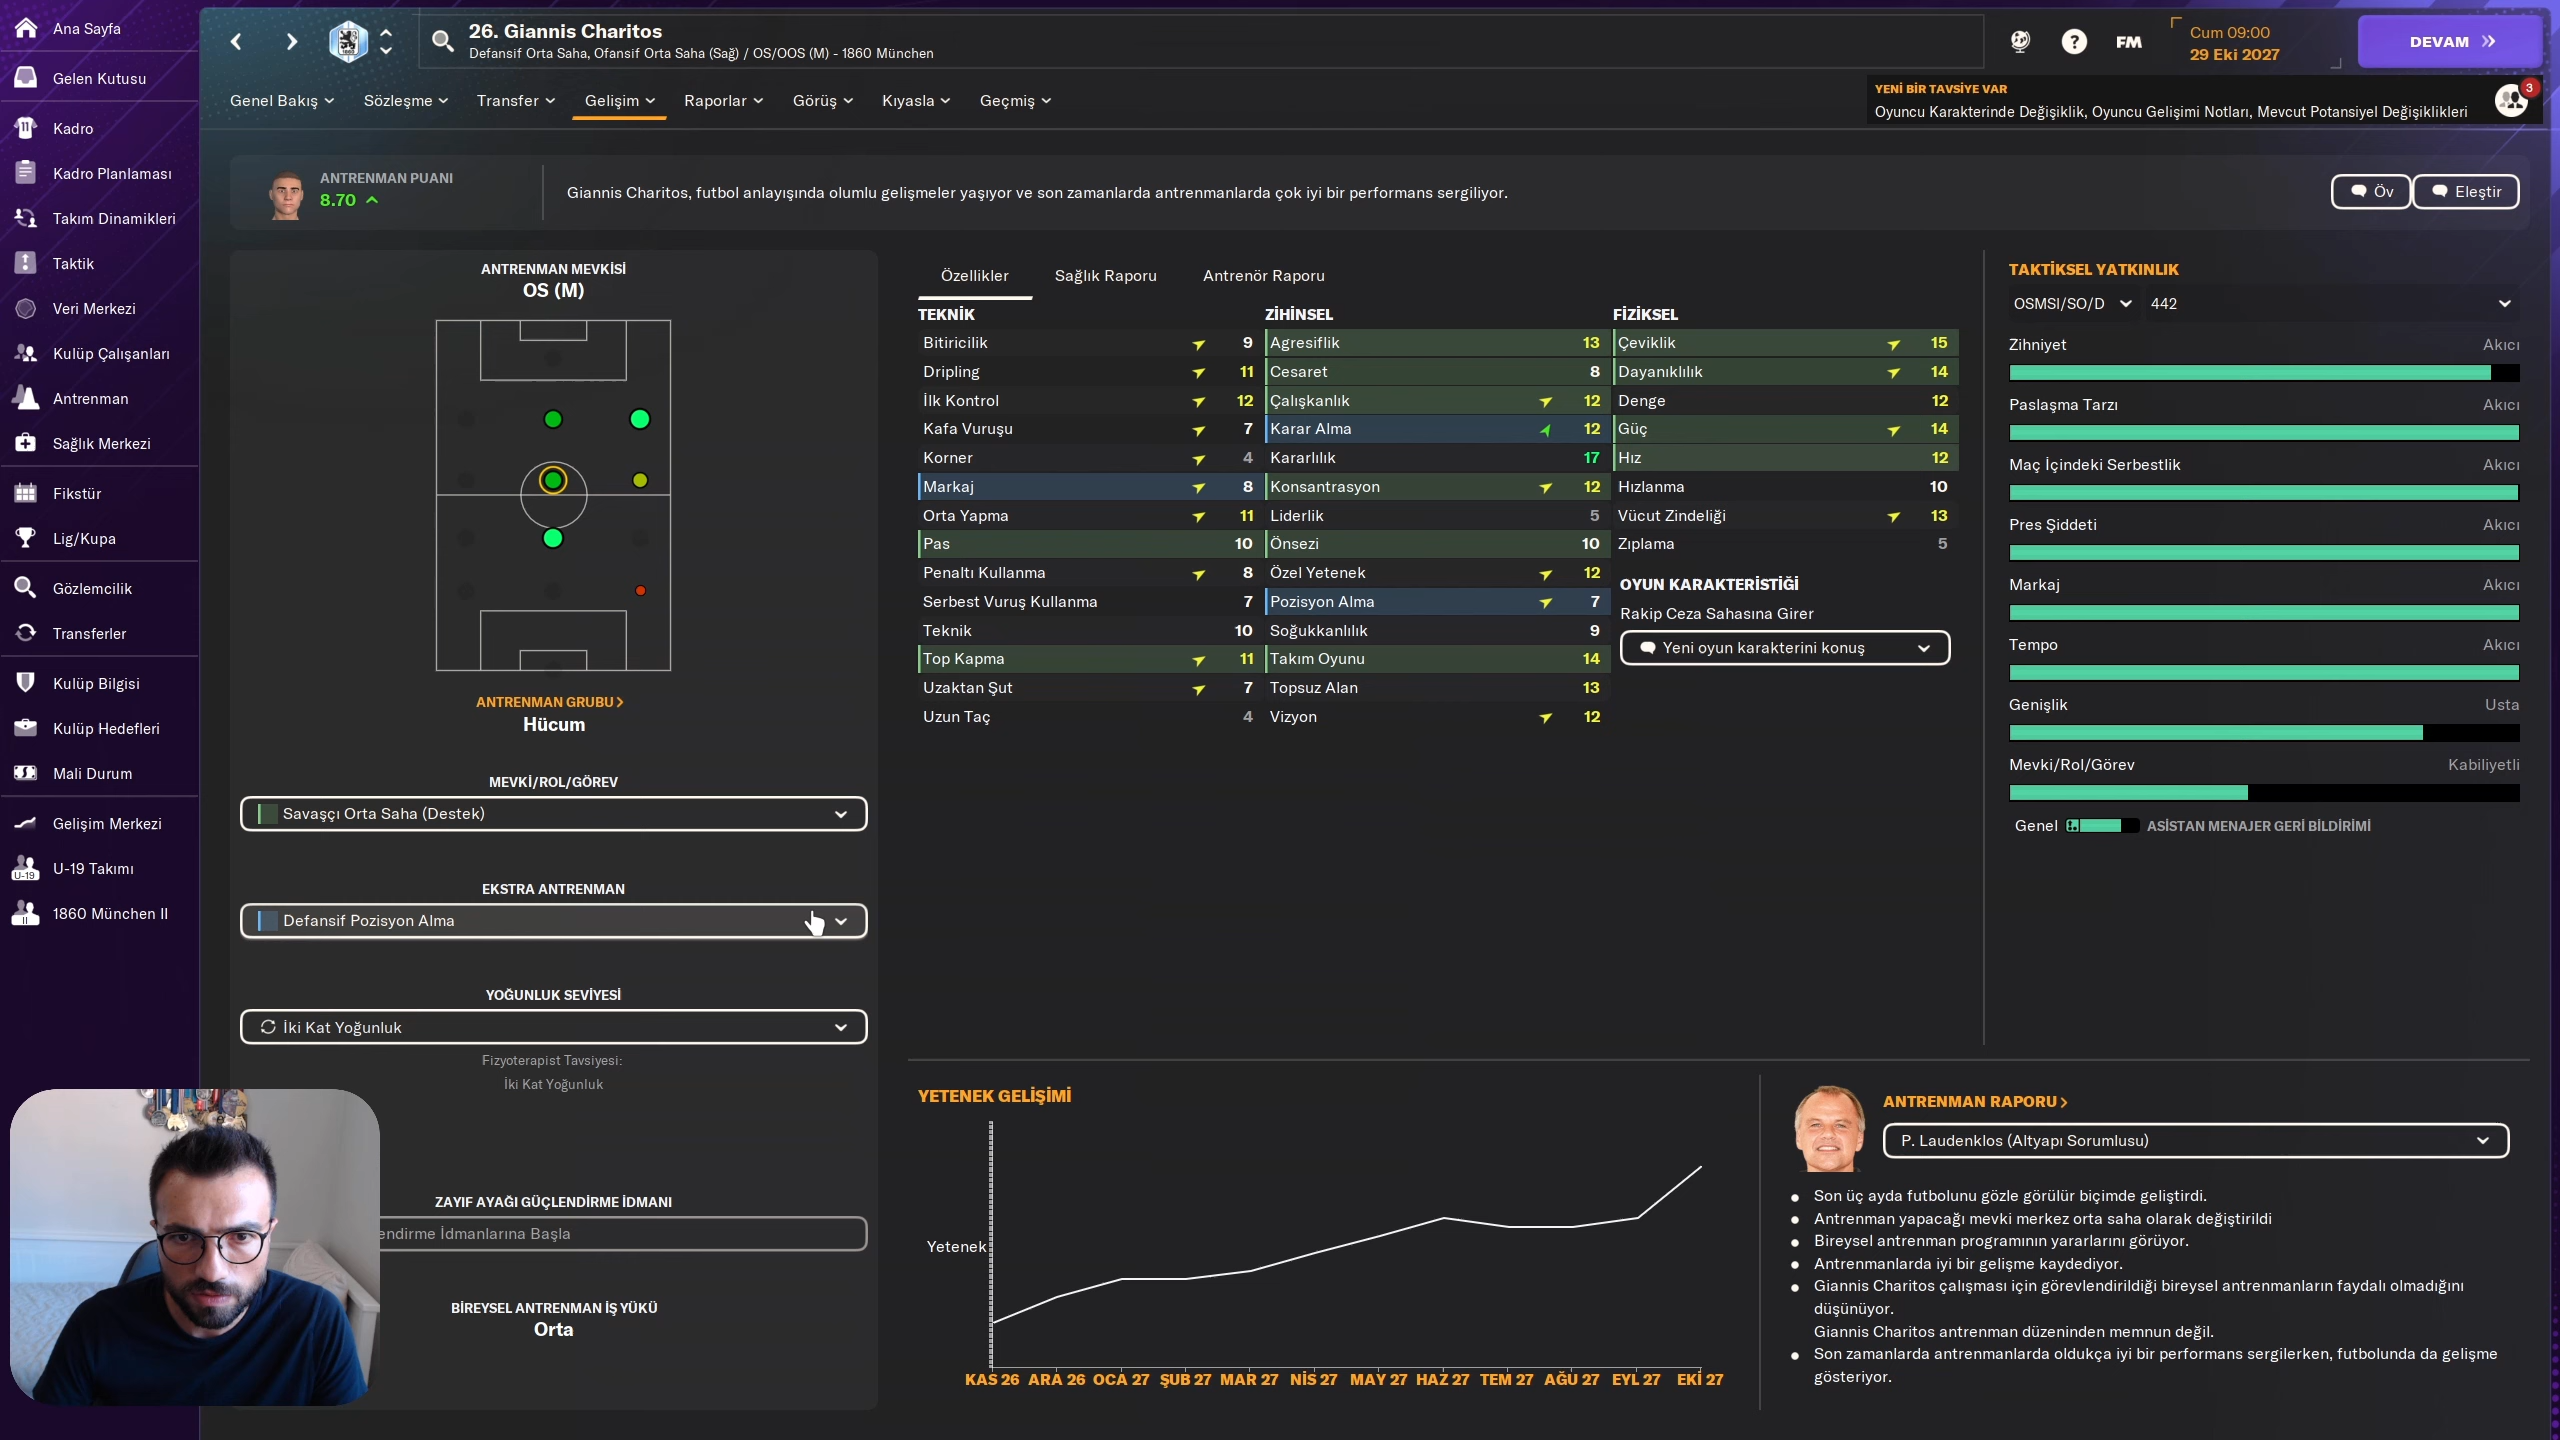 Ana Sayfa
Gelen Kutusu
Kadro
Kadro Planlaması
Takım Dinamikleri
Taktik
Veri Merkezi
Kulüp Çalışanları
Antrenman
Sağlık Merkezi
Fikstür
Lig/Kupa
Gözlemcilik
Transferler
Kulüp Bilgisi
Kulüp Hedefleri
Mali Durum
Gelişim Merkezi
U-19 Takımı
1860 München II
26. Giannis Charitos
Defansif Orta Saha, Ofansif Orta Saha (Sağ) / OS/OOS (M) - 1860 München
FM
Cum 09:00
29 Eki 2027
DEVAM
Genel Bakış
Sözleşme
Transfer
Gelişim
Raporlar
Görüş
Kıyasla
Geçmiş
YENİ BİR TAVSİYE VAR
Oyuncu Karakterinde Değişiklik, Oyuncu Gelişimi Notları, Mevcut Potansiyel Değişiklikleri
3
ANTRENMAN PUANI
8.70
Giannis Charitos, futbol anlayışında olumlu gelişmeler yaşıyor ve son zamanlarda antrenmanlarda çok iyi bir performans sergiliyor.
Öv
Eleştir
ANTRENMAN MEVKİSİ
OS (M)
ANTRENMAN GRUBU
Hücum
MEVKİ/ROL/GÖREV
Savaşçı Orta Saha (Destek)
EKSTRA ANTRENMAN
Defansif Pozisyon Alma
YOĞUNLUK SEVİYESİ
İki Kat Yoğunluk
Fizyoterapist Tavsiyesi:
İki Kat Yoğunluk
ZAYIF AYAĞI GÜÇLENDİRME İDMANI
endirme İdmanlarına Başla
BİREYSEL ANTRENMAN İŞ YÜKÜ
Orta
Özellikler
Sağlık Raporu
Antrenör Raporu
TEKNİK
Bitiricilik 9
Dripling 11
İlk Kontrol 12
Kafa Vuruşu 7
Korner 4
Markaj 8
Orta Yapma 11
Pas 10
Penaltı Kullanma 8
Serbest Vuruş Kullanma 7
Teknik 10
Top Kapma 11
Uzaktan Şut 7
Uzun Taç 4
ZİHİNSEL
Agresiflik 13
Cesaret 8
Çalışkanlık 12
Karar Alma 12
Kararlılık 17
Konsantrasyon 12
Liderlik 5
Önsezi 10
Özel Yetenek 12
Pozisyon Alma 7
Soğukkanlılık 9
Takım Oyunu 14
Topsuz Alan 13
Vizyon 12
FİZİKSEL
Çeviklik 15
Dayanıklılık 14
Denge 12
Güç 14
Hız 12
Hızlanma 10
Vücut Zindeliği 13
Zıplama 5
OYUN KARAKTERİSTİĞİ
Rakip Ceza Sahasına Girer
Yeni oyun karakterini konuş
TAKTİKSEL YATKINLIK
OSMSI/SO/D
442
Zihniyet Akıcı
Paslaşma Tarzı Akıcı
Maç İçindeki Serbestlik Akıcı
Pres Şiddeti Akıcı
Markaj Akıcı
Tempo Akıcı
Genişlik Usta
Mevki/Rol/Görev Kabiliyetli
Genel
ASİSTAN MENAJER GERİ BİLDİRİMİ
YETENEK GELİŞİMİ
Yetenek
KAS 26 ARA 26 OCA 27 ŞUB 27 MAR 27 NİS 27 MAY 27 HAZ 27 TEM 27 AĞU 27 EYL 27 EKİ 27
ANTRENMAN RAPORU
P. Laudenklos (Altyapı Sorumlusu)
Son üç ayda futbolunu gözle görülür biçimde geliştirdi.
Antrenman yapacağı mevki merkez orta saha olarak değiştirildi
Bireysel antrenman programının yararlarını görüyor.
Antrenmanlarda iyi bir gelişme kaydediyor.
Giannis Charitos çalışması için görevlendirildiği bireysel antrenmanların faydalı olmadığını
düşünüyor.
Giannis Charitos antrenman düzeninden memnun değil.
Son zamanlarda antrenmanlarda oldukça iyi bir performans sergilerken, futbolunda da gelişme
gösteriyor.